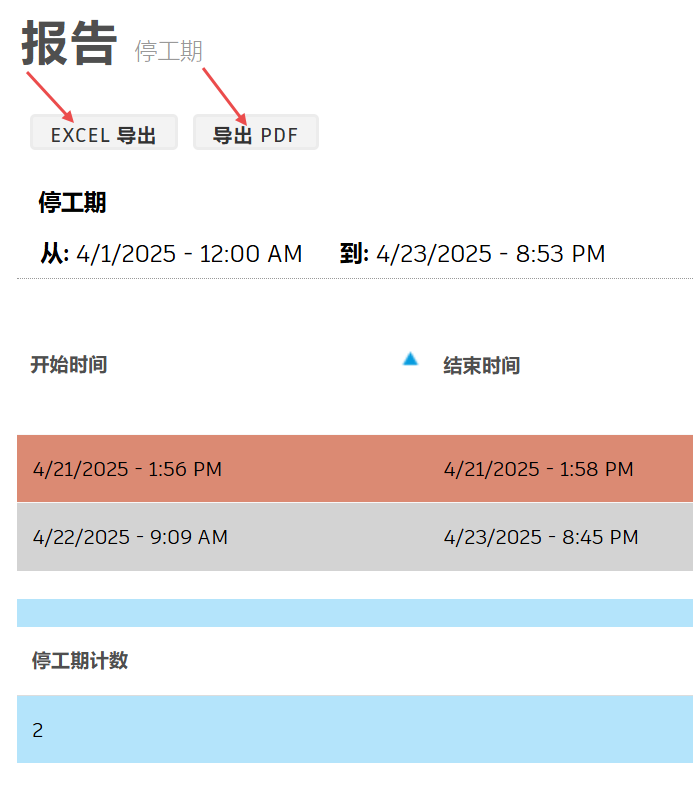 报告 停工期
EXCEL 导出 导出 PDF
停工期
从: 4/1/2025 - 12:00 AM 到: 4/23/2025 - 8:53 PM
开始时间 结束时间
4/21/2025 - 1:56 PM 4/21/2025 - 1:58 PM
4/22/2025 - 9:09 AM 4/23/2025 - 8:45 PM
停工期计数
2